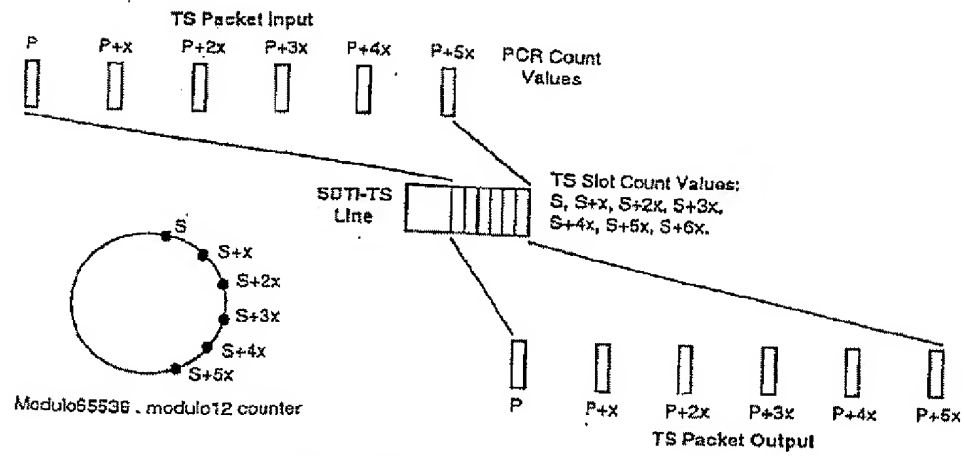 TS Packet Input
P P+x P+2x P+3x P+4x P+5x
PCR Count
Values
SDTI-TS
Line
TS Slot Count Values:
S, S+x, S+2x, S+3x,
S+4x, S+5x, S+6x.
S
S+x
S+2x
S+3x
S+4x
S+5x
Modulo65536 . modulo12 counter
P P+x P+2x P+3x P+4x P+5x
TS Packet Output